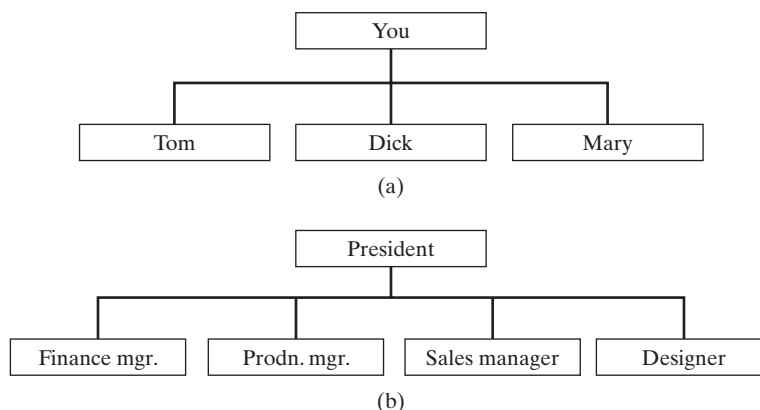 You
Tom Dick Mary
(a)
President
Finance mgr. Prodn. mgr. Sales manager Designer
(b)